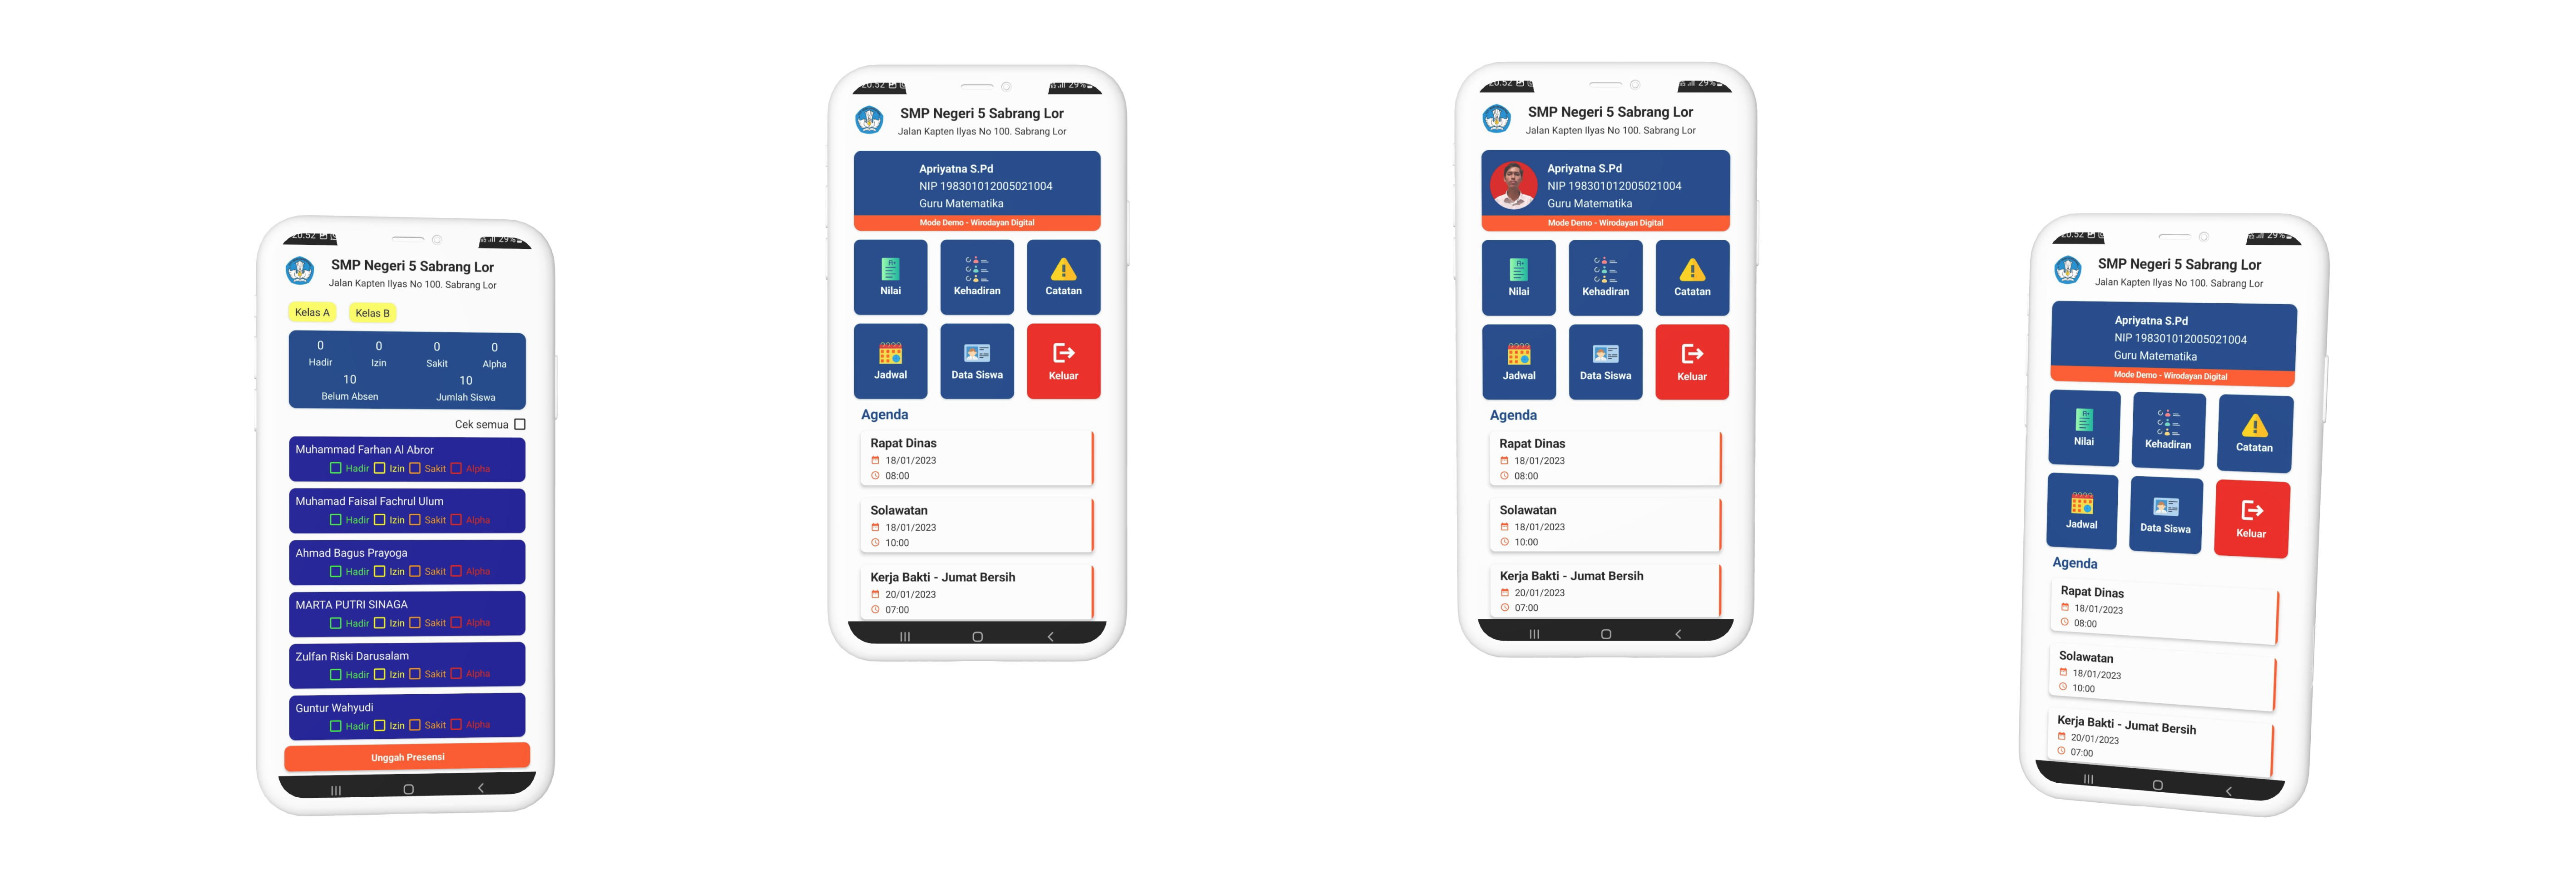 20:52
29%
SMP Negeri 5 Sabrang Lor
Jalan Kapten Ilyas No 100. Sabrang Lor
Kelas A Kelas B
0 0 0 0
Hadir Izin Sakit Alpha
10 10
Belum Absen Jumlah Siswa
Cek semua
Muhammad Farhan Al Abror
Hadir Izin Sakit Alpha
Muhamad Faisal Fachrul Ulum
Hadir Izin Sakit Alpha
Ahmad Bagus Prayoga
Hadir Izin Sakit Alpha
MARTA PUTRI SINAGA
Hadir Izin Sakit Alpha
Zulfan Riski Darusalam
Hadir Izin Sakit Alpha
Guntur Wahyudi
Hadir Izin Sakit Alpha
Unggah Presensi
20:52
29%
SMP Negeri 5 Sabrang Lor
Jalan Kapten Ilyas No 100. Sabrang Lor
Apriyatna S.Pd
NIP 198301012005021004
Guru Matematika
Mode Demo - Wirodayan Digital
Nilai Kehadiran Catatan
Jadwal Data Siswa Keluar
Agenda
Rapat Dinas
18/01/2023
08:00
Solawatan
18/01/2023
10:00
Kerja Bakti - Jumat Bersih
20/01/2023
07:00
20:52
29%
SMP Negeri 5 Sabrang Lor
Jalan Kapten Ilyas No 100. Sabrang Lor
Apriyatna S.Pd
NIP 198301012005021004
Guru Matematika
Mode Demo - Wirodayan Digital
Nilai Kehadiran Catatan
Jadwal Data Siswa Keluar
Agenda
Rapat Dinas
18/01/2023
08:00
Solawatan
18/01/2023
10:00
Kerja Bakti - Jumat Bersih
20/01/2023
07:00
20:52
29%
SMP Negeri 5 Sabrang Lor
Jalan Kapten Ilyas No 100. Sabrang Lor
Apriyatna S.Pd
NIP 198301012005021004
Guru Matematika
Mode Demo - Wirodayan Digital
Nilai Kehadiran Catatan
Jadwal Data Siswa Keluar
Agenda
Rapat Dinas
18/01/2023
08:00
Solawatan
18/01/2023
10:00
Kerja Bakti - Jumat Bersih
20/01/2023
07:00